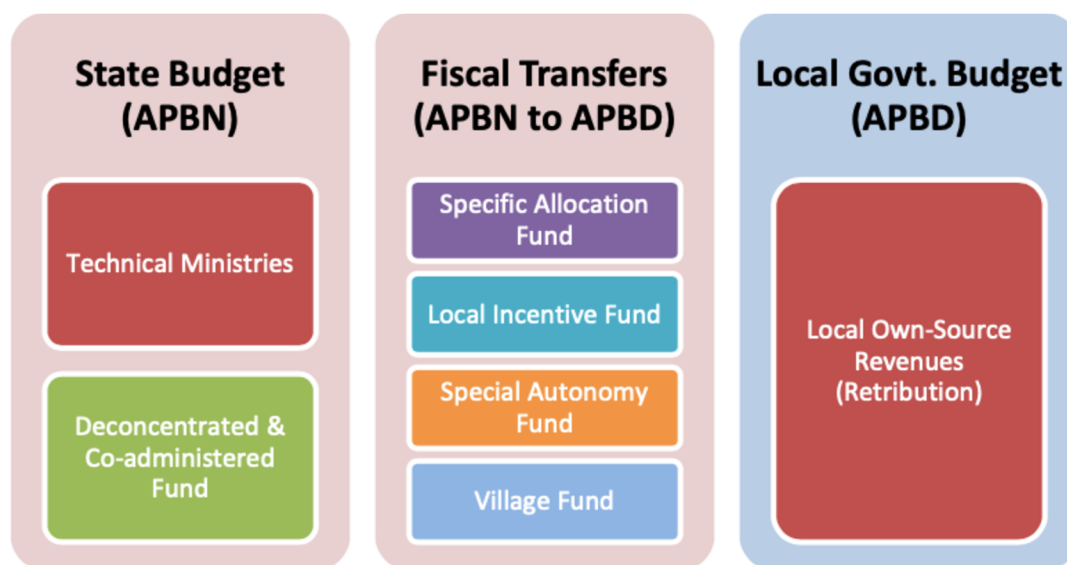 State Budget
(APBN)
Technical Ministries
Deconcentrated &
Co-administered
Fund
Fiscal Transfers
(APBN to APBD)
Specific Allocation
Fund
Local Incentive Fund
Special Autonomy
Fund
Village Fund
Local Govt. Budget
(APBD)
Local Own-Source
Revenues
(Retribution)